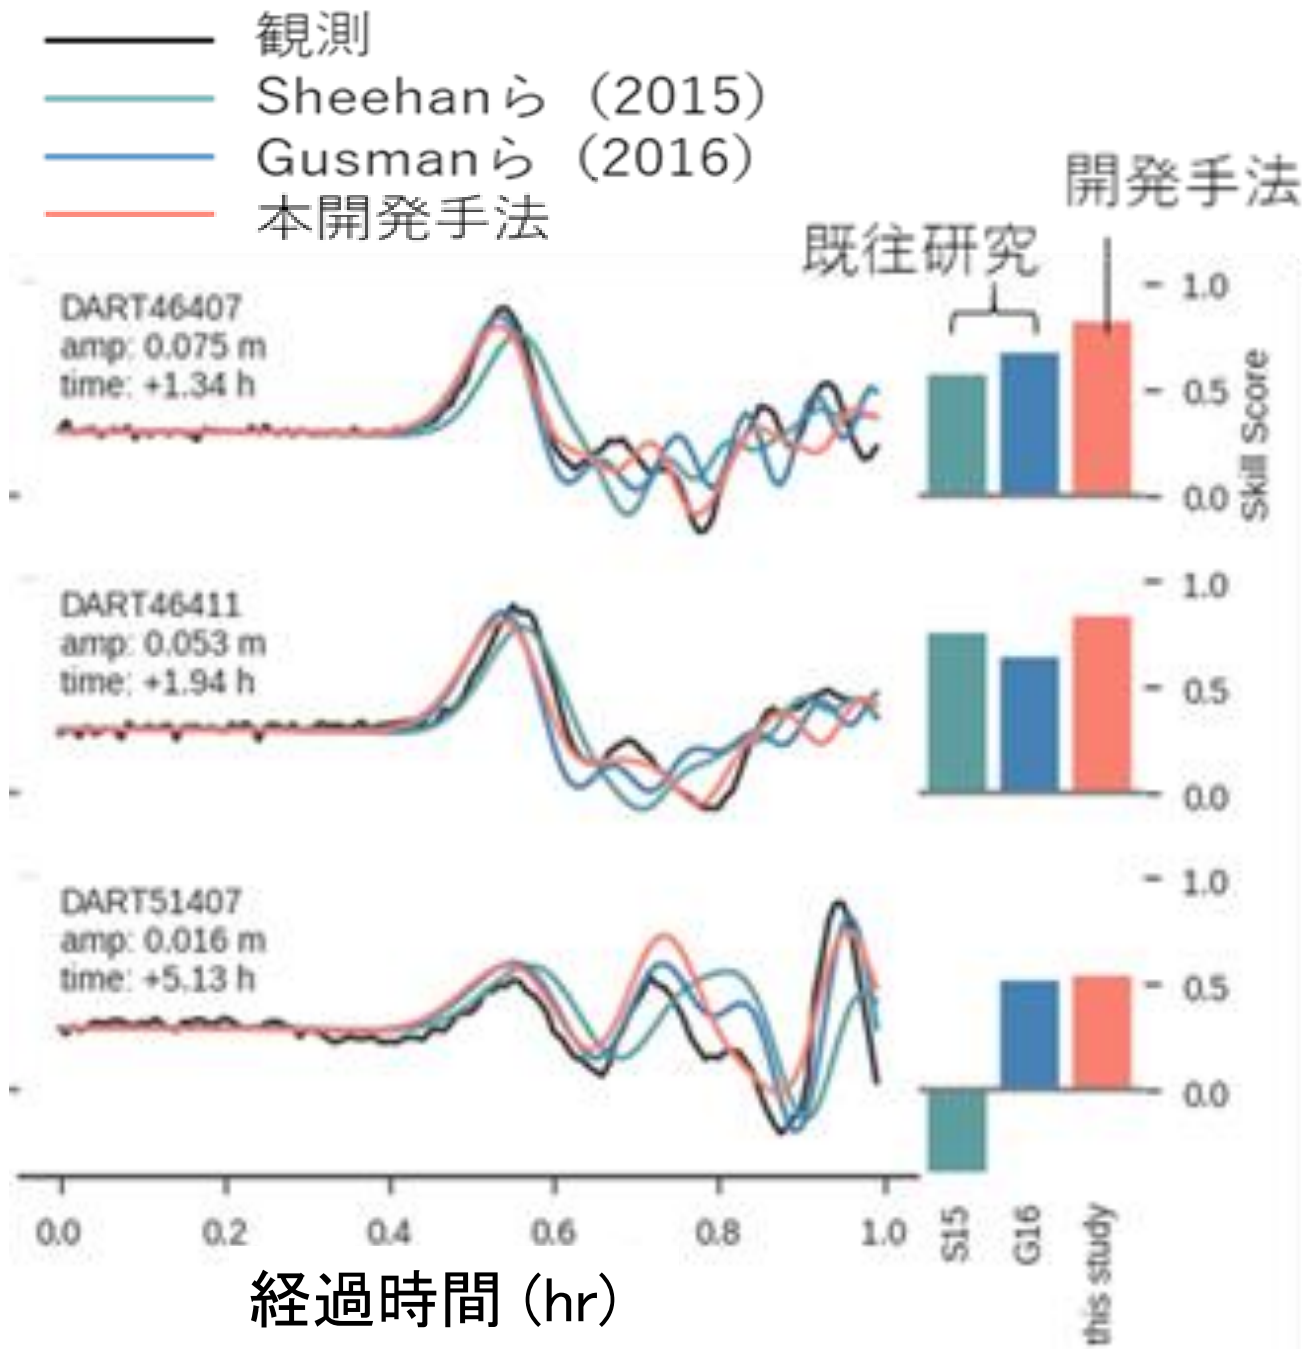 観測
Sheehanら（2015）
Gusmanら（2016）
本開発手法
開発手法
既往研究
DART46407
amp: 0.075 m
time: +1.34 h
1.0
0.5
0.0
Skill Score
DART46411
amp: 0.053 m
time: +1.94 h
1.0
0.5
0.0
DART51407
amp: 0.016 m
time: +5.13 h
1.0
0.5
0.0
0.0 0.2 0.4 0.6 0.8 1.0
S15 G16 this study
経過時間 (hr)